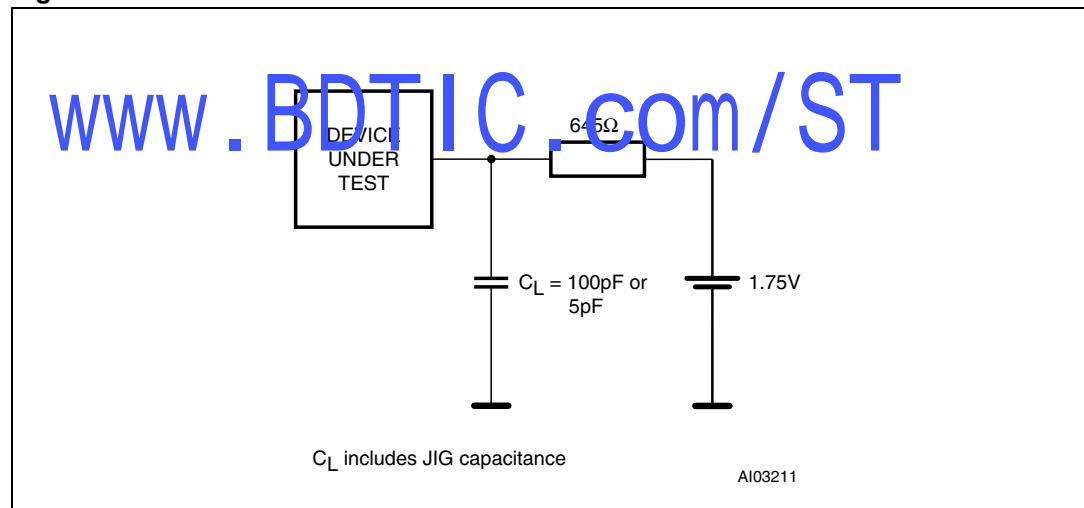 www.BDTIC.com/ST
DEVICE
UNDER
TEST
645Ω
CL = 100pF or
5pF
1.75V
CL includes JIG capacitance
AI03211